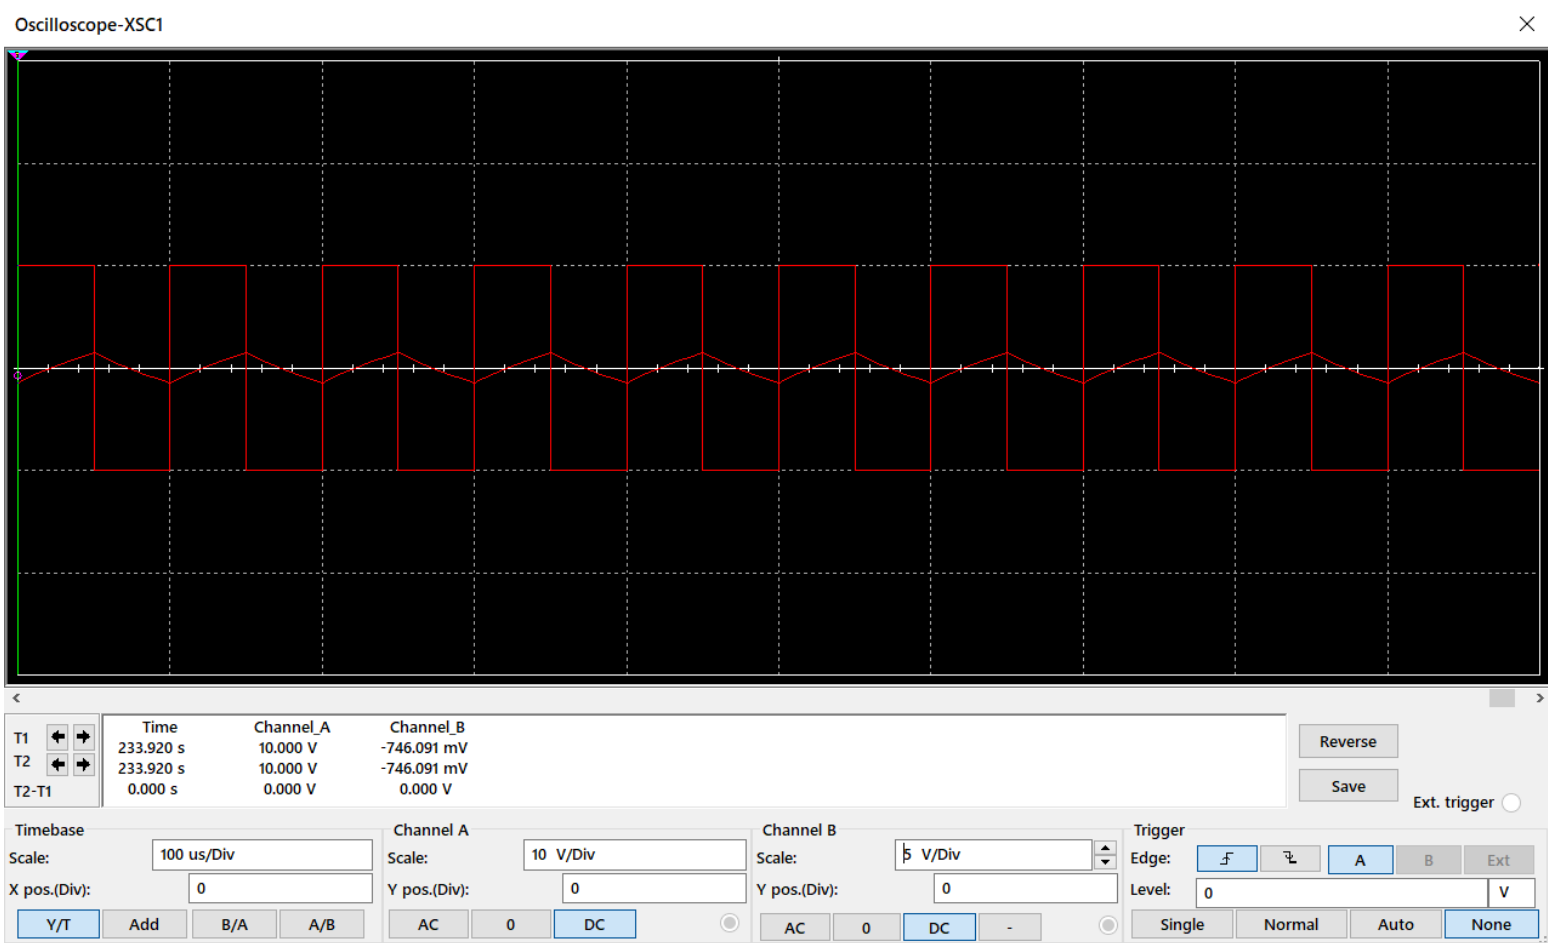 Oscilloscope-XSC1
Time Channel_A Channel_B
T1 233.920 s 10.000 V -746.091 mV
T2 233.920 s 10.000 V -746.091 mV
T2-T1 0.000 s 0.000 V 0.000 V
Reverse
Save
Ext. trigger
Timebase
Scale: 100 us/Div
X pos.(Div): 0
Y/T Add B/A A/B
Channel A
Scale: 10 V/Div
Y pos.(Div): 0
AC 0 DC
Channel B
Scale: 5 V/Div
Y pos.(Div): 0
AC 0 DC -
Trigger
Edge: A B Ext
Level: 0 V
Single Normal Auto None